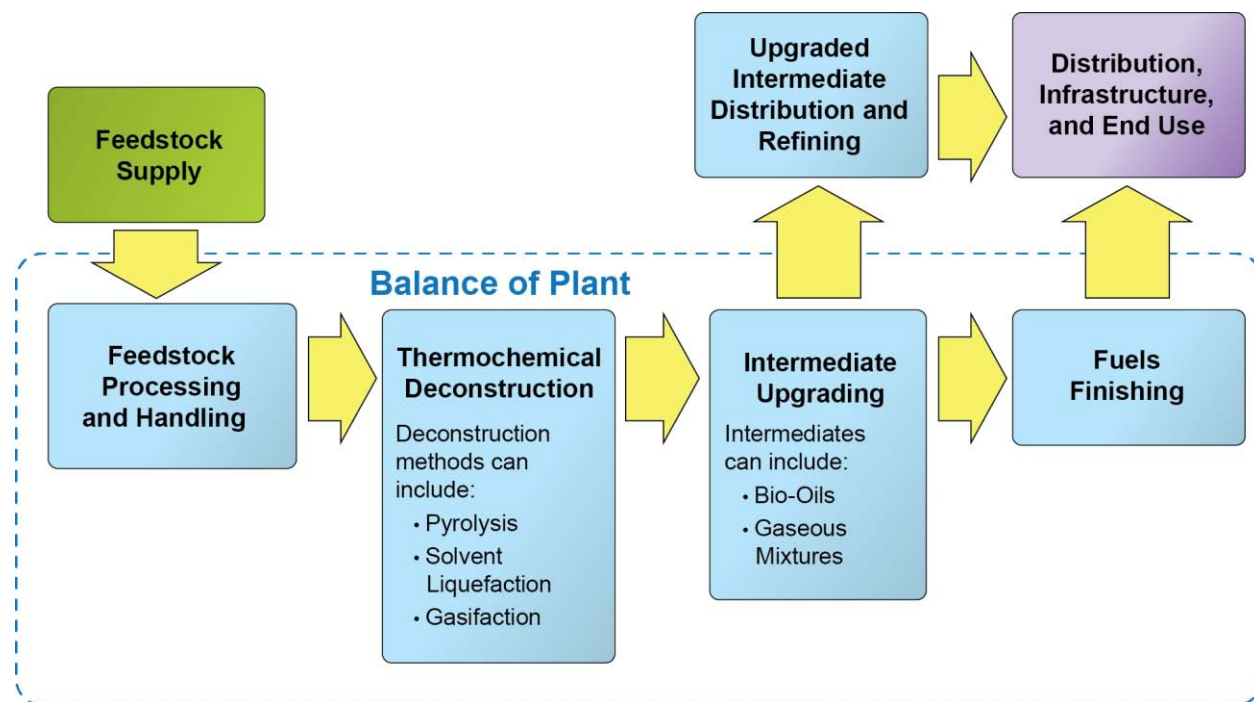 Feedstock
Supply
Upgraded
Intermediate
Distribution and
Refining
Distribution,
Infrastructure,
and End Use
Balance of Plant
Feedstock
Processing
and Handling
Thermochemical
Deconstruction
Deconstruction
methods can
include:
• Pyrolysis
• Solvent
Liquefaction
• Gasifaction
Intermediate
Upgrading
Intermediates
can include:
• Bio-Oils
• Gaseous
Mixtures
Fuels
Finishing